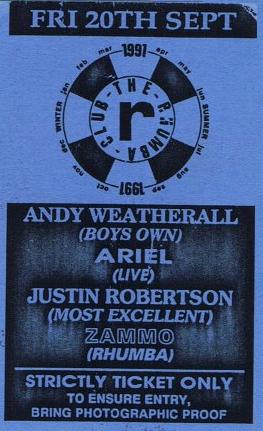 FRI 20TH SEPT
1991
jan feb mar apr may jun SUMMER jul aug sep oct nov dec WINTER
CLUB-THE-RHUMBA-
r
1991
ANDY WEATHERALL
(BOYS OWN)
ARIEL
(LIVE)
JUSTIN ROBERTSON
(MOST EXCELLENT)
ZAMMO
(RHUMBA)
STRICTLY TICKET ONLY
TO ENSURE ENTRY,
BRING PHOTOGRAPHIC PROOF